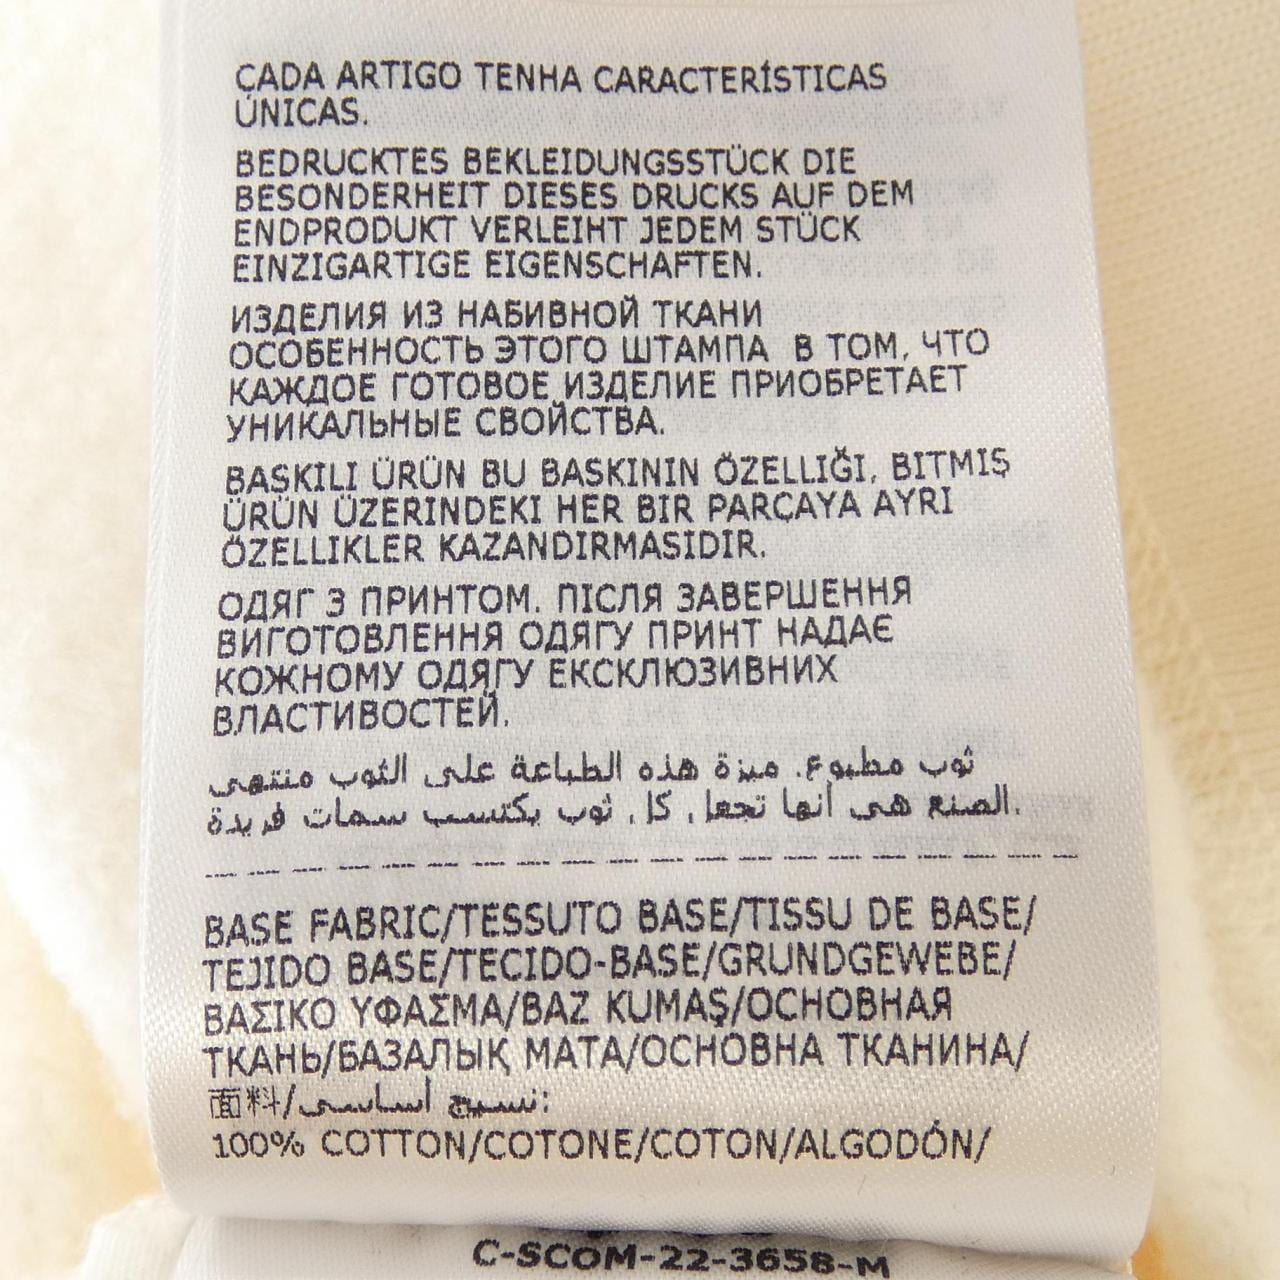 CADA ARTIGO TENHA CARACTERÍSTICAS
ÚNICAS.
BEDRUCKTES BEKLEIDUNGSSTÜCK DIE
BESONDERHEIT DIESES DRUCKS AUF DEM
ENDPRODUKT VERLEIHT JEDEM STÜCK
EINZIGARTIGE EIGENSCHAFTEN.
ИЗДЕЛИЯ ИЗ НАБИВНОЙ ТКАНИ
ОСОБЕННОСТЬ ЭТОГО ШТАМПА В ТОМ, ЧТО
КАЖДОЕ ГОТОВОЕ ИЗДЕЛИЕ ПРИОБРЕТАЕТ
УНИКАЛЬНЫЕ СВОЙСТВА.
BASKILI ÜRÜN BU BASKININ ÖZELLIĞI, BITMIŞ
ÜRÜN ÜZERINDEKI HER BIR PARÇAYA AYRI
ÖZELLIKLER KAZANDIRMASIDIR.
ОДЯГ З ПРИНТОМ. ПІСЛЯ ЗАВЕРШЕННЯ
ВИГОТОВЛЕННЯ ОДЯГУ ПРИНТ НАДАЄ
КОЖНОМУ ОДЯГУ ЕКСКЛЮЗИВНИХ
ВЛАСТИВОСТЕЙ.
ثوب مطبوع. ميزة هذه الطباعة على الثوب منتهى
الصنع هى أنها تجعل كل ثوب يكتسب سمات فريدة.
BASE FABRIC/TESSUTO BASE/TISSU DE BASE/
TEJIDO BASE/TECIDO-BASE/GRUNDGEWEBE/
ΒΑΣΙΚΟ ΥΦΑΣΜΑ/BAZ KUMAŞ/ОСНОВНАЯ
ТКАНЬ/БАЗАЛЫҚ МАТА/ОСНОВНА ТКАНИНА/
面料/نسيج أساسى:
100% COTTON/COTONE/COTON/ALGODÓN/
C-SCOM-22-3658-M